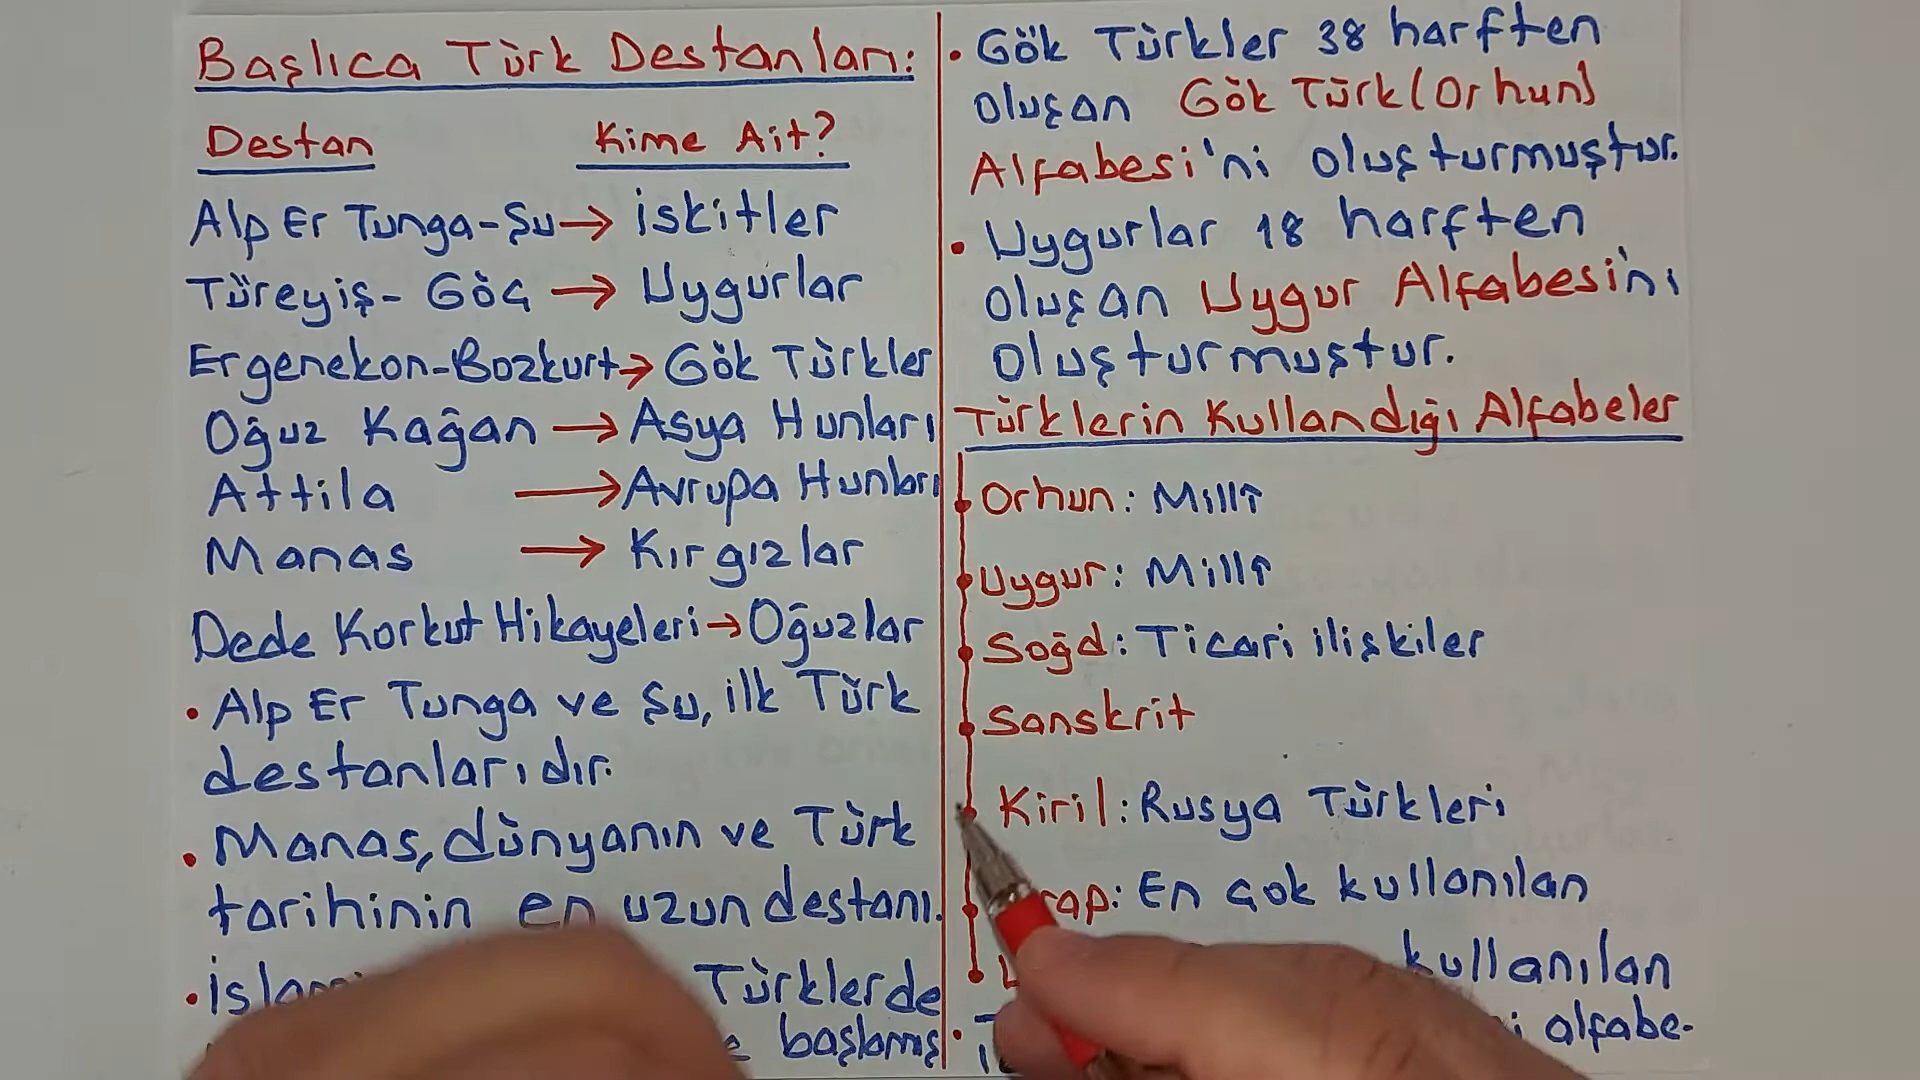 Başlıca Türk Destanları:
Destan Kime Ait?
Alp Er Tunga-Şu→ İskitler
Türeyiş- Göç → Uygurlar
Ergenekon-Bozkurt→ Gök Türkler
Oğuz Kağan → Asya Hunları
Attila → Avrupa Hunları
Manas → Kırgızlar
Dede Korkut Hikayeleri→Oğuzlar
• Alp Er Tunga ve Şu, ilk Türk
destanlarıdır.
• Manas, dünyanın ve Türk
tarihinin en uzun destanı.
• Türklerde
başlamış
• Gök Türkler 38 harften
oluşan Gök Türk(Orhun)
Alfabesi'ni oluşturmuştur.
• Uygurlar 18 harften
oluşan Uygur Alfabesi'ni
oluşturmuştur.
Türklerin Kullandığı Alfabeler
Orhun: Millî
Uygur: Millî
Soğd: Ticari ilişkiler
Sanskrit
Kiril: Rusya Türkleri
En çok kullanılan
kullanılan
alfabe-